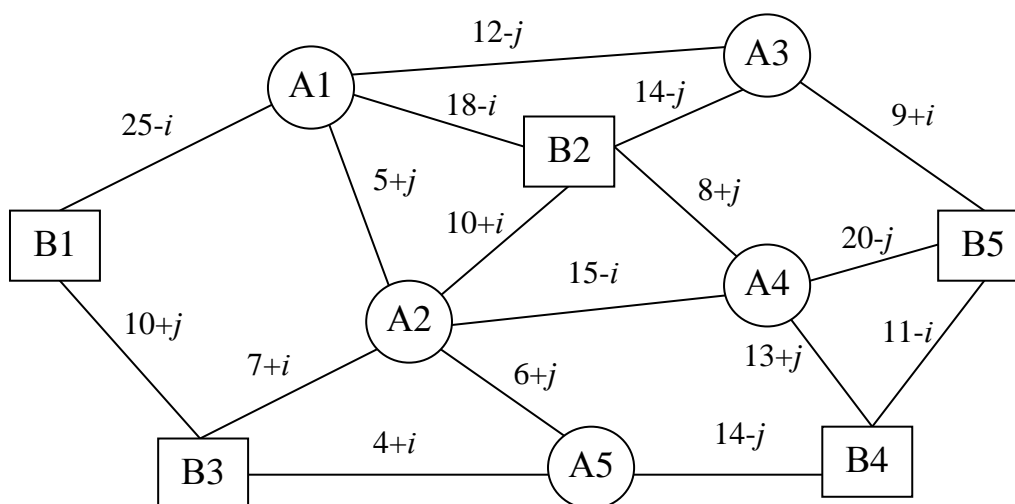 12-j
A3
A1
18-i
14-j
25-i
9+i
B2
5+j
8+j
10+i
B1
20-j
B5
15-i
A4
A2
10+j
11-i
13+j
7+i
6+j
4+i
14-j
B3
A5
B4